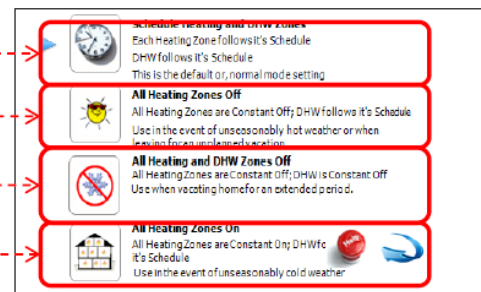 Schedule Heating and DHW Zones
Each Heating Zone follows it's Schedule
DHW follows it's Schedule
This is the default or, normal mode setting
All Heating Zones Off
All Heating Zones are Constant Off; DHW follows it's Schedule
Use in the event of unseasonably hot weather or when
leaving for an unplanned vacation
All Heating and DHW Zones Off
All Heating Zones are Constant Off; DHW is Constant Off
Use when vacating home for an extended period.
All Heating Zones On
All Heating Zones are Constant On; DHW fo
it's Schedule
Use in the event of unseasonably cold weather
Help